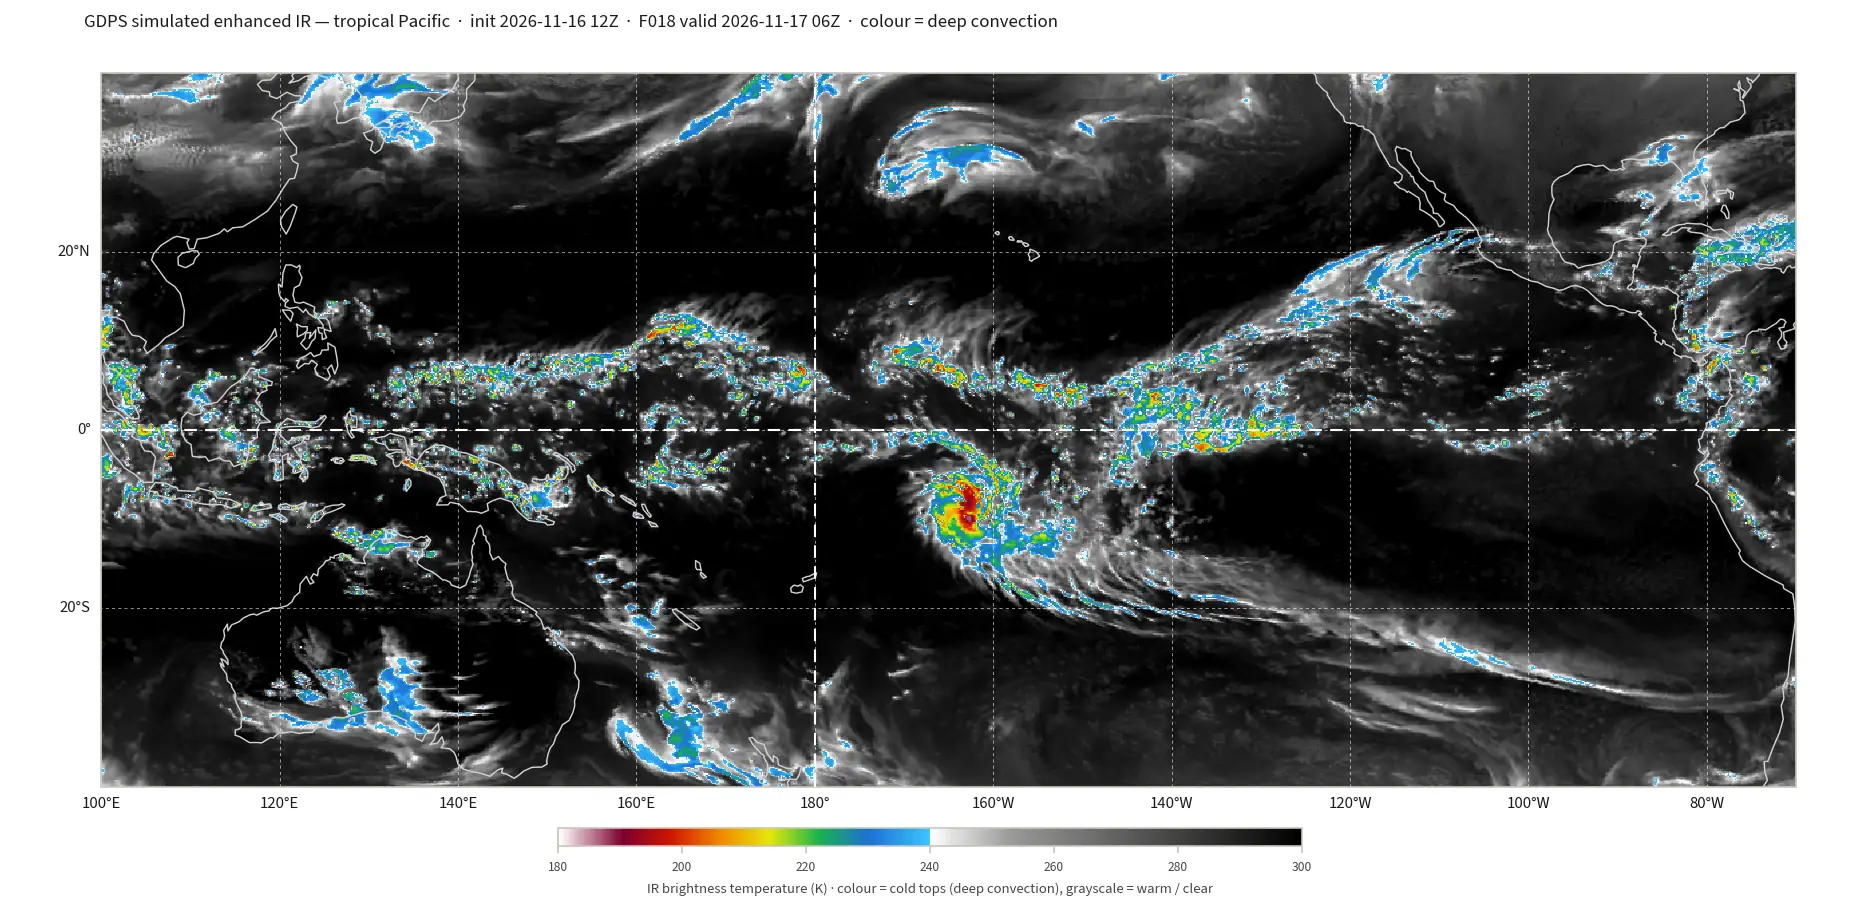 GDPS simulated enhanced IR — tropical Pacific · init 2026-11-16 12Z · F018 valid 2026-11-17 06Z · colour = deep convection
20°N
0°
20°S
100°E 120°E 140°E 160°E 180° 160°W 140°W 120°W 100°W 80°W
180 200 220 240 260 280 300
IR brightness temperature (K) · colour = cold tops (deep convection), grayscale = warm / clear